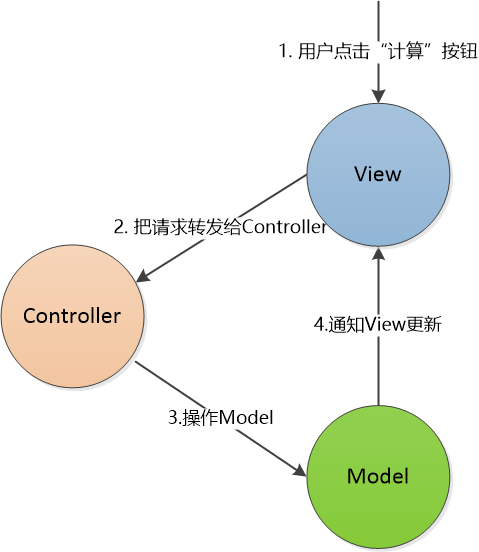 1. 用户点击“计算”按钮
View
2. 把请求转发给Controller
Controller
4.通知View更新
3.操作Model
Model